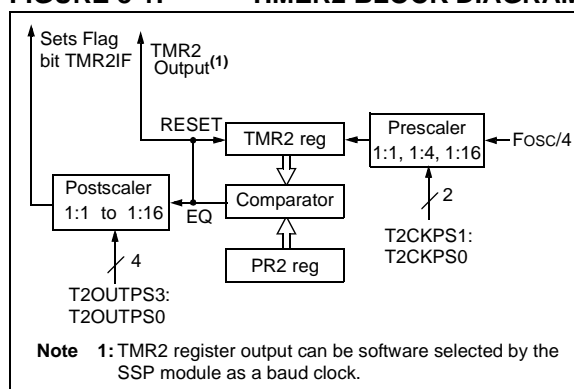 FIGURE 8-1: TIMER2 BLOCK DIAGRAM
Sets Flag
bit TMR2IF
TMR2
Output(1)
RESET
TMR2 reg
Prescaler
1:1, 1:4, 1:16
FOSC/4
Postscaler
1:1 to 1:16
EQ
Comparator
2
T2CKPS1:
T2CKPS0
PR2 reg
4
T2OUTPS3:
T2OUTPS0
Note 1: TMR2 register output can be software selected by the
SSP module as a baud clock.